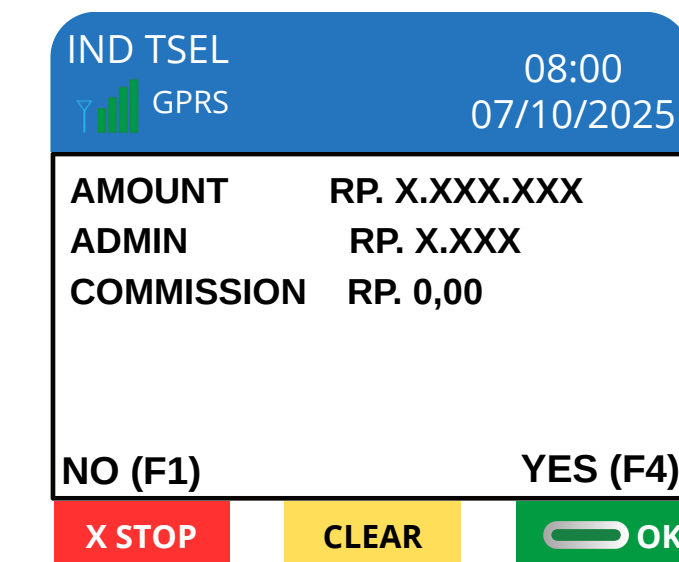 IND TSEL
08:00
GPRS
07/10/2025
AMOUNT RP. X.XXX.XXX
ADMIN RP. X.XXX
COMMISSION RP. 0,00
NO (F1) YES (F4)
X STOP CLEAR OK